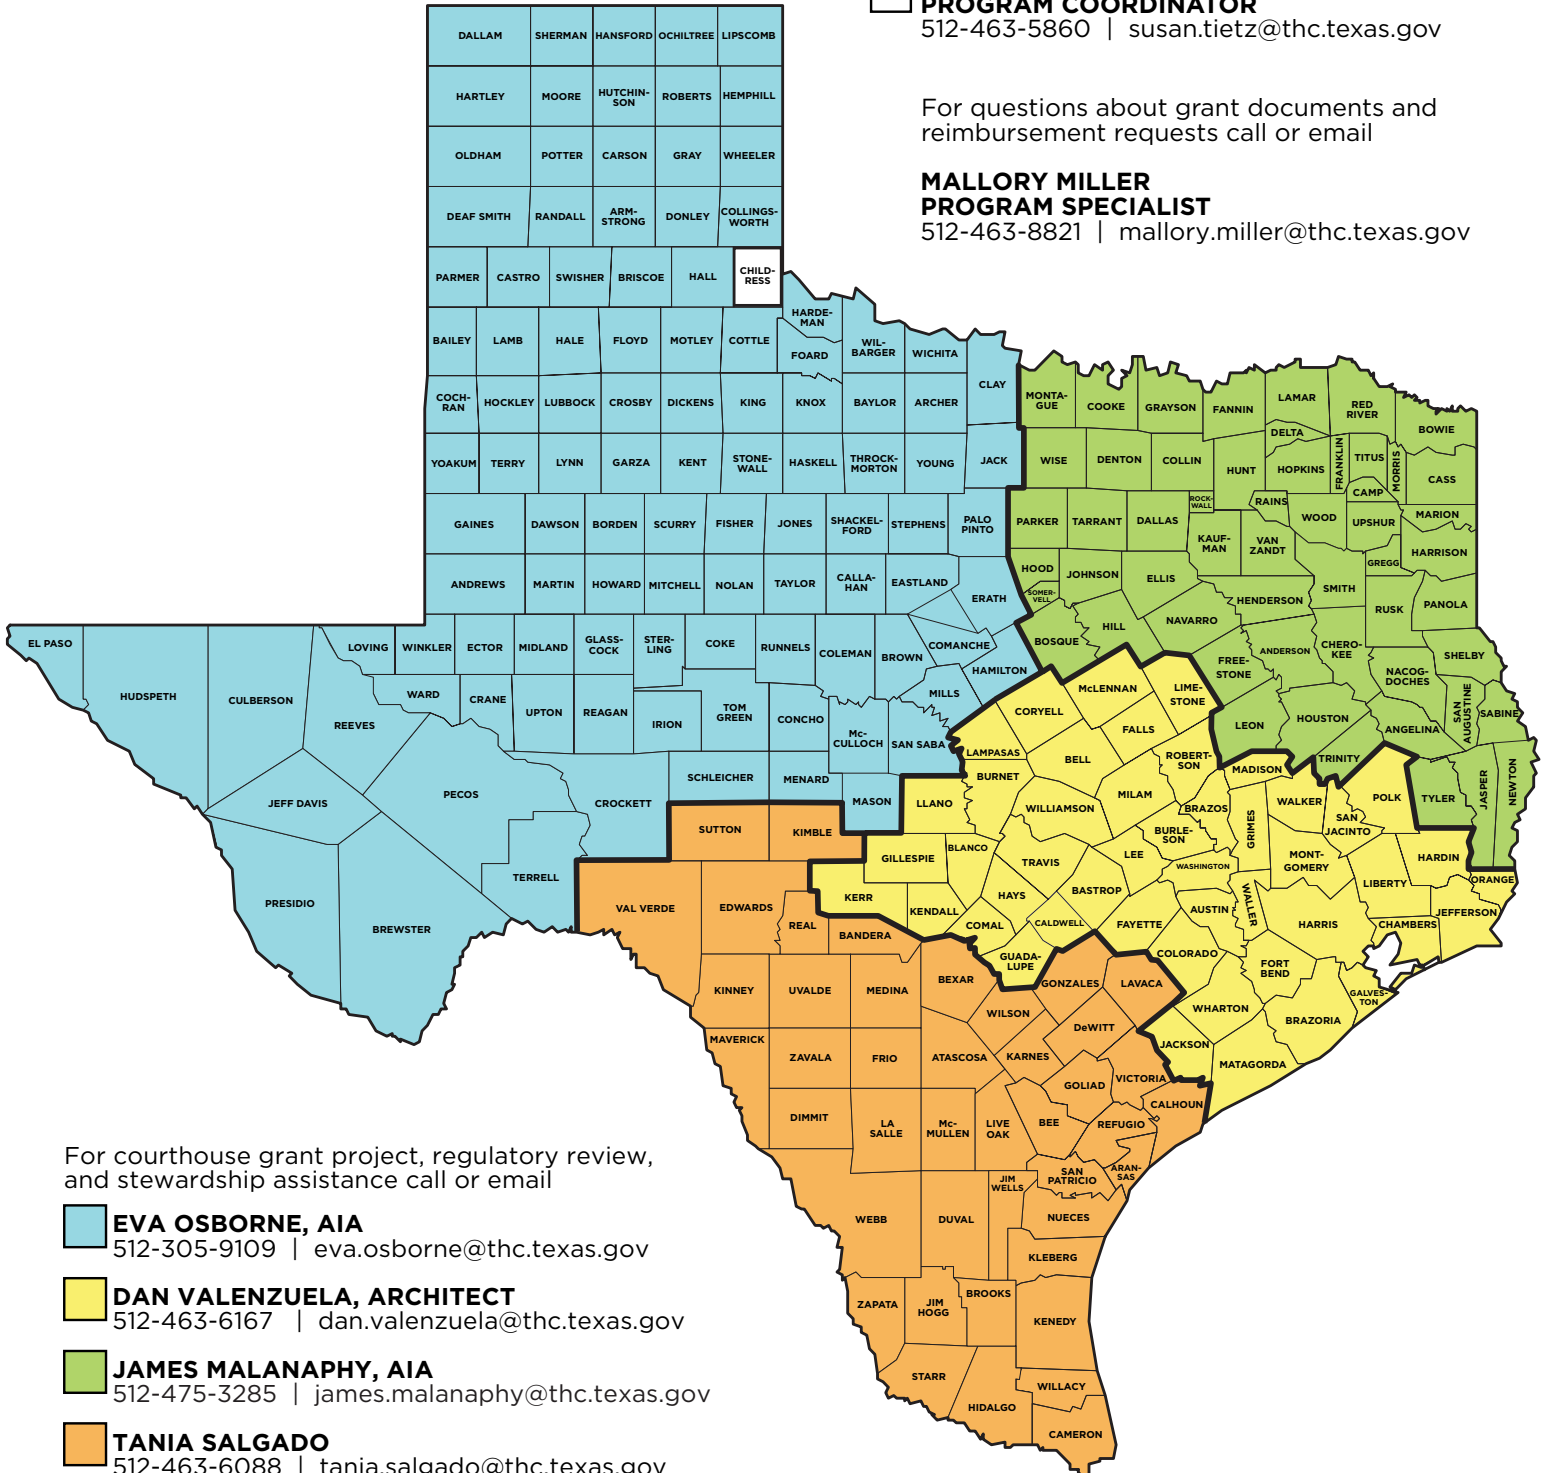 PROGRAM COORDINATOR
512-463-5860 | susan.tietz@thc.texas.gov
For questions about grant documents and
reimbursement requests call or email
MALLORY MILLER
PROGRAM SPECIALIST
512-463-8821 | mallory.miller@thc.texas.gov
DALLAM SHERMAN HANSFORD OCHILTREE LIPSCOMB
HARTLEY MOORE HUTCHIN-
SON ROBERTS HEMPHILL
OLDHAM POTTER CARSON GRAY WHEELER
DEAF SMITH RANDALL ARM-
STRONG DONLEY COLLINGS-
WORTH
PARMER CASTRO SWISHER BRISCOE HALL CHILD-
RESS
BAILEY LAMB HALE FLOYD MOTLEY COTTLE HARDE-
MAN
FOARD WIL-
BARGER WICHITA CLAY
COCH-
RAN HOCKLEY LUBBOCK CROSBY DICKENS KING KNOX BAYLOR ARCHER
MONTA-
GUE COOKE GRAYSON FANNIN LAMAR RED
RIVER BOWIE
DELTA
YOAKUM TERRY LYNN GARZA KENT STONE-
WALL HASKELL THROCK-
MORTON YOUNG JACK
WISE DENTON COLLIN HUNT HOPKINS FRANKLIN TITUS MORRIS CASS
CAMP
GAINES DAWSON BORDEN SCURRY FISHER JONES SHACKEL-
FORD STEPHENS PALO
PINTO
PARKER TARRANT DALLAS ROCK-
WALL RAINS WOOD UPSHUR MARION
KAUF-
MAN VAN
ZANDT GREGG HARRISON
ANDREWS MARTIN HOWARD MITCHELL NOLAN TAYLOR CALLA-
HAN EASTLAND ERATH
HOOD JOHNSON ELLIS
SOMER-
VELL HENDERSON SMITH RUSK PANOLA
EL PASO HUDSPETH CULBERSON REEVES
LOVING WINKLER ECTOR MIDLAND GLASS-
COCK STER-
LING COKE RUNNELS COLEMAN BROWN COMANCHE
HAMILTON
BOSQUE HILL NAVARRO
FREE-
STONE ANDERSON CHERO-
KEE NACOG-
DOCHES SHELBY
WARD CRANE UPTON REAGAN IRION TOM
GREEN CONCHO Mc-
CULLOCH SAN SABA MILLS
CORYELL McLENNAN LIME-
STONE LEON HOUSTON ANGELINA SAN
AUGUSTINE SABINE
FALLS
TRINITY
LAMPASAS BELL ROBERT-
SON MADISON
JEFF DAVIS PECOS CROCKETT SCHLEICHER MENARD MASON
BURNET
LLANO WILLIAMSON MILAM BRAZOS GRIMES WALKER SAN
JACINTO POLK TYLER JASPER NEWTON
SUTTON KIMBLE
GILLESPIE BLANCO TRAVIS LEE BURLE-
SON WASHINGTON MONT-
GOMERY LIBERTY HARDIN
ORANGE
PRESIDIO BREWSTER TERRELL
VAL VERDE EDWARDS REAL KERR KENDALL HAYS BASTROP AUSTIN WALLER HARRIS CHAMBERS JEFFERSON
BANDERA COMAL CALDWELL FAYETTE
GUADA-
LUPE COLORADO FORT
BEND
KINNEY UVALDE MEDINA BEXAR GONZALES LAVACA GALVES-
TON
WILSON WHARTON BRAZORIA
MAVERICK ZAVALA FRIO ATASCOSA KARNES DeWITT JACKSON MATAGORDA
GOLIAD VICTORIA
CALHOUN
DIMMIT LA
SALLE Mc-
MULLEN LIVE
OAK BEE REFUGIO
JIM
WELLS SAN
PATRICIO ARAN-
SAS
WEBB DUVAL NUECES
KLEBERG
ZAPATA JIM
HOGG BROOKS KENEDY
STARR HIDALGO WILLACY
CAMERON
For courthouse grant project, regulatory review,
and stewardship assistance call or email
EVA OSBORNE, AIA
512-305-9109 | eva.osborne@thc.texas.gov
DAN VALENZUELA, ARCHITECT
512-463-6167 | dan.valenzuela@thc.texas.gov
JAMES MALANAPHY, AIA
512-475-3285 | james.malanaphy@thc.texas.gov
TANIA SALGADO
512-463-6088 | tania.salgado@thc.texas.gov